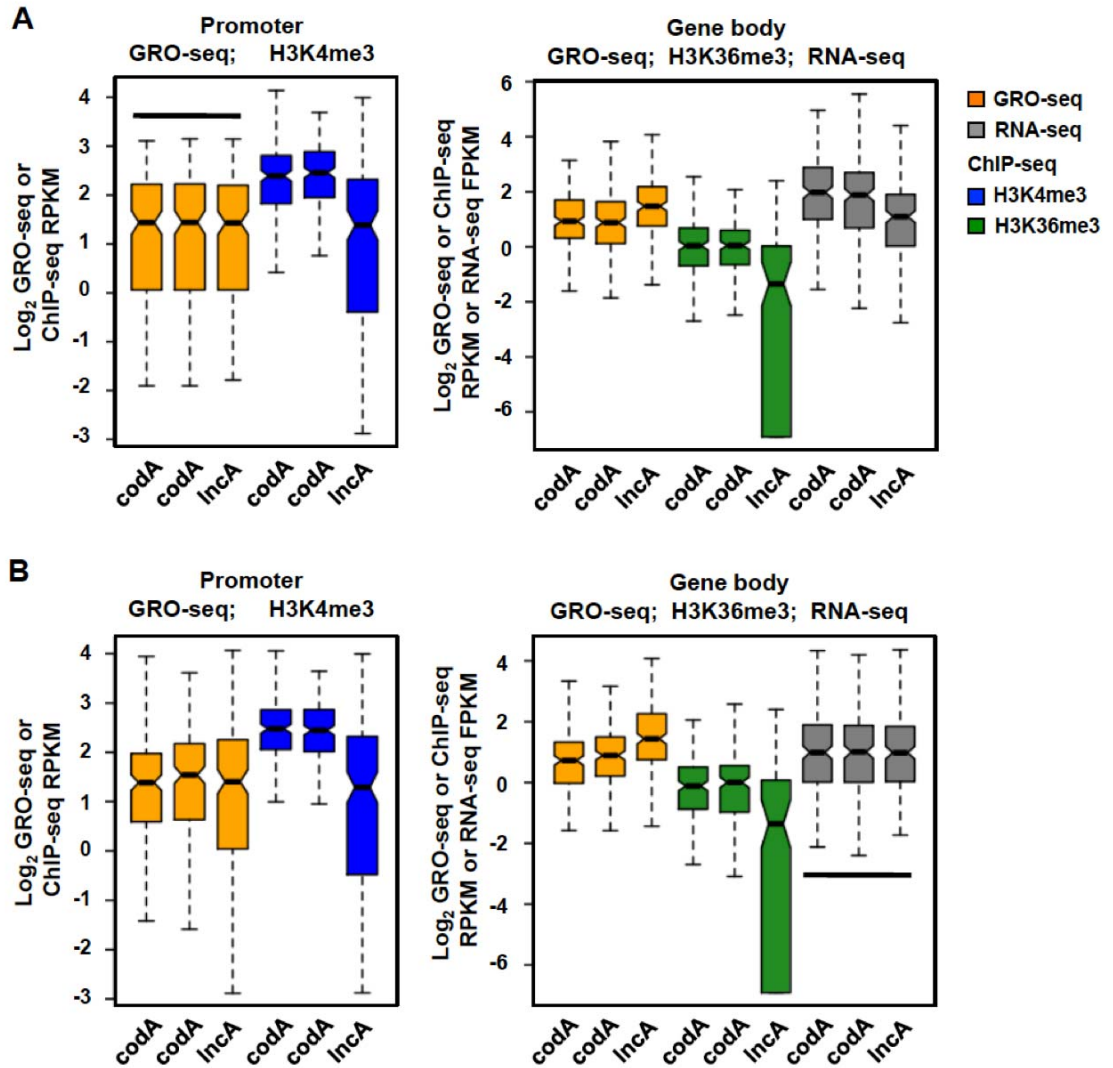 A
Promoter
GRO-seq; H3K4me3
Log2 GRO-seq or
ChIP-seq RPKM
4
3
2
1
0
-1
-2
-3
codA
codA
lncA
codA
codA
lncA
Gene body
GRO-seq; H3K36me3; RNA-seq
Log2 GRO-seq or ChIP-seq
RPKM or RNA-seq FPKM
6
4
2
0
-2
-4
-6
codA
codA
lncA
codA
codA
lncA
codA
codA
lncA
GRO-seq
RNA-seq
ChIP-seq
H3K4me3
H3K36me3
B
Promoter
GRO-seq; H3K4me3
Log2 GRO-seq or
ChIP-seq RPKM
4
3
2
1
0
-1
-2
-3
codA
codA
lncA
codA
codA
lncA
Gene body
GRO-seq; H3K36me3; RNA-seq
Log2 GRO-seq or ChIP-seq
RPKM or RNA-seq FPKM
4
2
0
-2
-4
-6
codA
codA
lncA
codA
codA
lncA
codA
codA
lncA